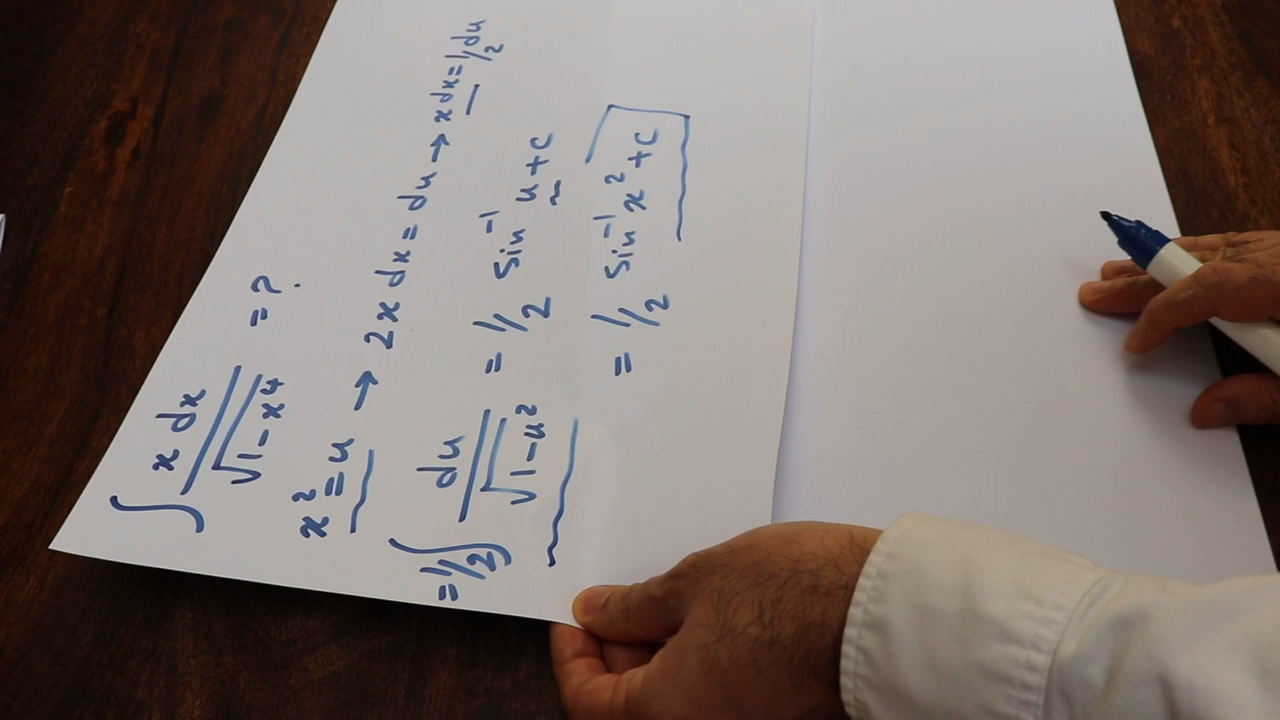 ∫ x dx / √(1-x⁴) = ?
x² = u → 2x dx = du → x dx = 1/2 du
= 1/2 ∫ du / √(1-u²) = 1/2 sin⁻¹ u + c
= 1/2 sin⁻¹ x² + c